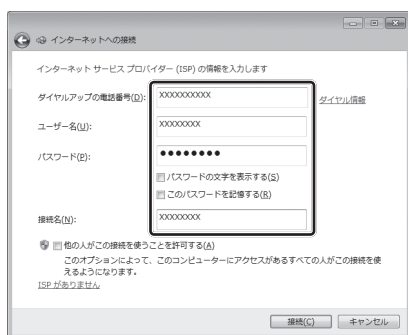 インターネットへの接続
インターネット サービス プロバイダー (ISP) の情報を入力します
ダイヤルアップの電話番号(D):
XXXXXXXXXX
ダイヤル情報
ユーザー名(U):
XXXXXXXX
パスワード(P):
●●●●●●●●
パスワードの文字を表示する(S)
このパスワードを記憶する(R)
接続名(N):
XXXXXXXX
他の人がこの接続を使うことを許可する(A)
このオプションによって、このコンピューターにアクセスがあるすべての人がこの接続を使
えるようになります。
ISP がありません
接続(C)
キャンセル